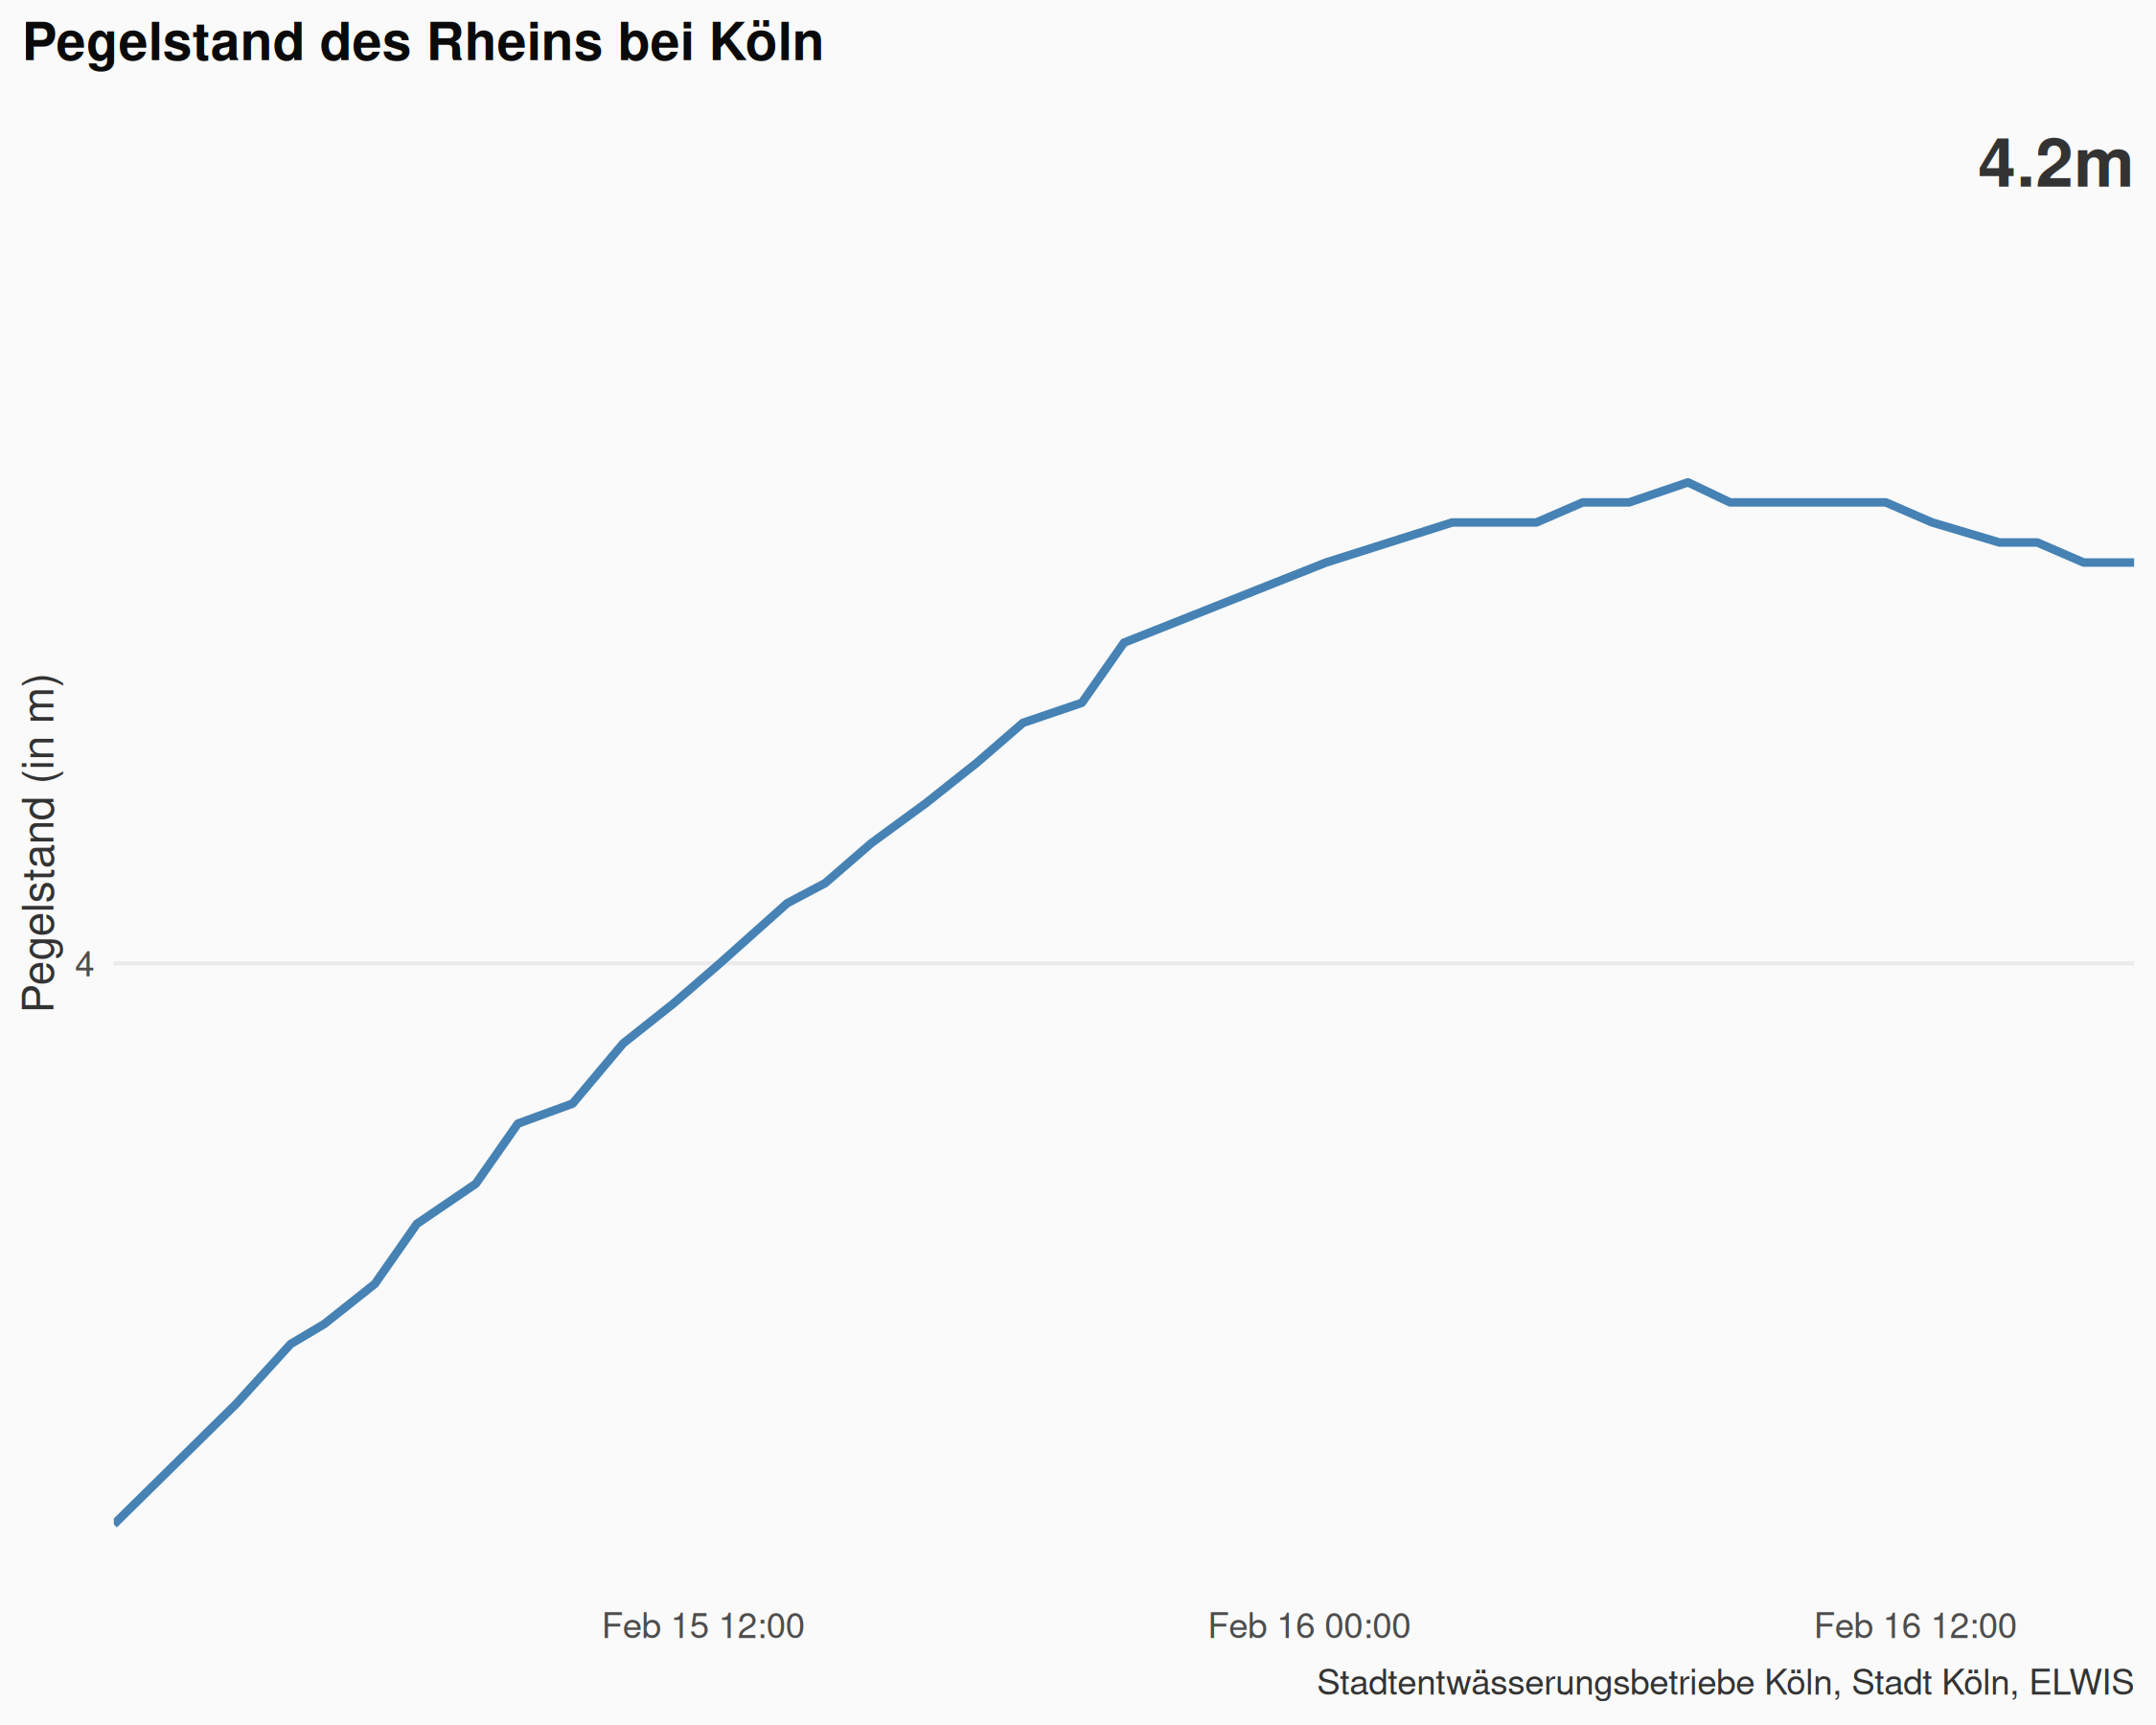 Pegelstand des Rheins bei Köln
4.2m
Pegelstand (in m)
4
Feb 15 12:00
Feb 16 00:00
Feb 16 12:00
Stadtentwässerungsbetriebe Köln, Stadt Köln, ELWIS